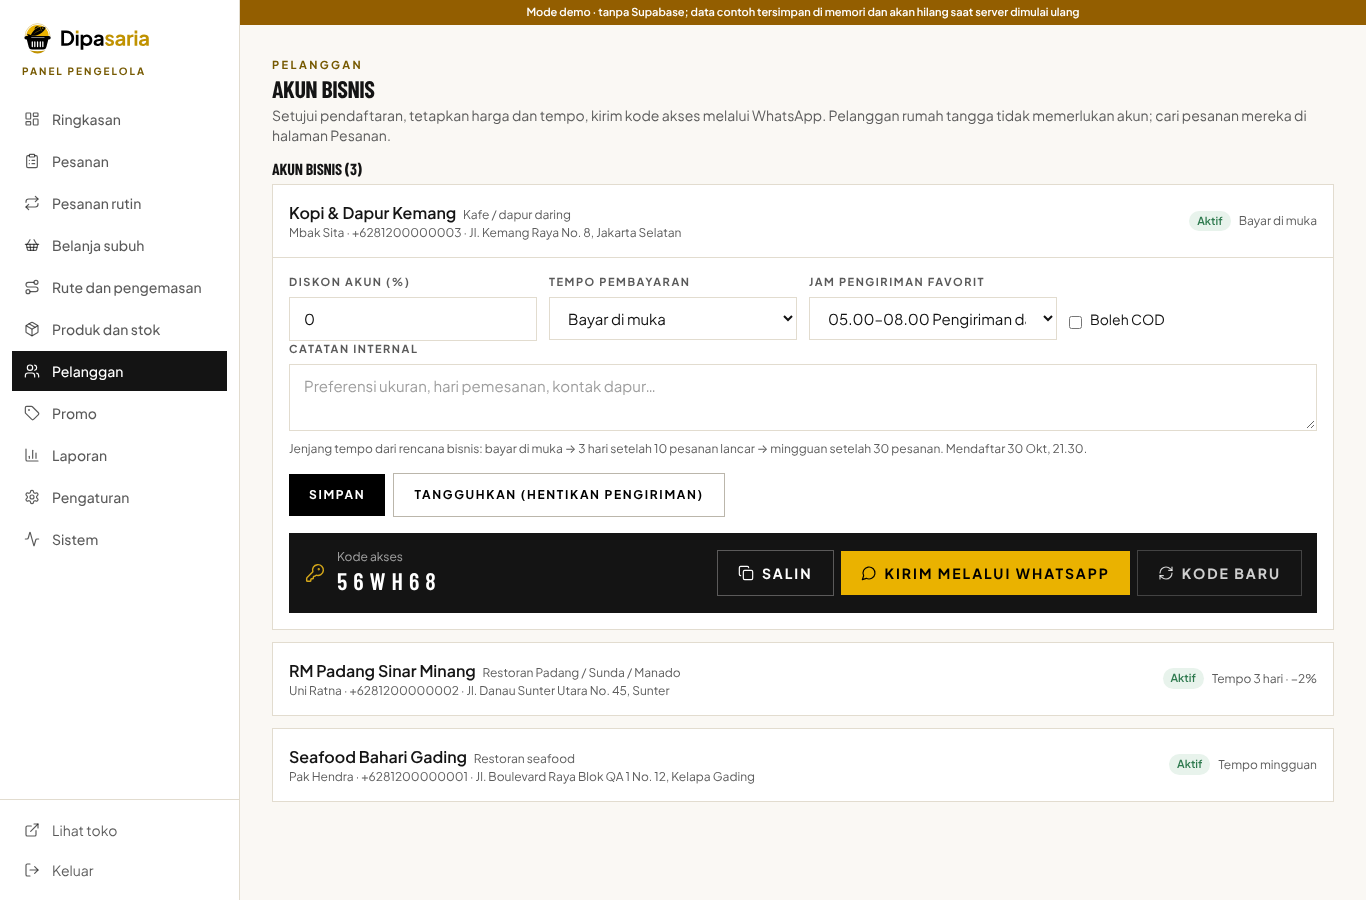 Mode demo · tanpa Supabase; data contoh tersimpan di memori dan akan hilang saat server dimulai ulang
Dipasaria
PANEL PENGELOLA
Ringkasan
Pesanan
Pesanan rutin
Belanja subuh
Rute dan pengemasan
Produk dan stok
Pelanggan
Promo
Laporan
Pengaturan
Sistem
Lihat toko
Keluar
PELANGGAN
AKUN BISNIS
Setujui pendaftaran, tetapkan harga dan tempo, kirim kode akses melalui WhatsApp. Pelanggan rumah tangga tidak memerlukan akun; cari pesanan mereka di
halaman Pesanan.
AKUN BISNIS (3)
Kopi & Dapur Kemang Kafe / dapur daring
Mbak Sita · +6281200000003 · Jl. Kemang Raya No. 8, Jakarta Selatan
Aktif Bayar di muka
DISKON AKUN (%) TEMPO PEMBAYARAN JAM PENGIRIMAN FAVORIT
0 Bayar di muka 05.00–08.00 Pengiriman da Boleh COD
CATATAN INTERNAL
Preferensi ukuran, hari pemesanan, kontak dapur…
Jenjang tempo dari rencana bisnis: bayar di muka → 3 hari setelah 10 pesanan lancar → mingguan setelah 30 pesanan. Mendaftar 30 Okt, 21.30.
SIMPAN TANGGUHKAN (HENTIKAN PENGIRIMAN)
Kode akses
56WH68
SALIN KIRIM MELALUI WHATSAPP KODE BARU
RM Padang Sinar Minang Restoran Padang / Sunda / Manado
Uni Ratna · +6281200000002 · Jl. Danau Sunter Utara No. 45, Sunter
Aktif Tempo 3 hari · −2%
Seafood Bahari Gading Restoran seafood
Pak Hendra · +6281200000001 · Jl. Boulevard Raya Blok QA 1 No. 12, Kelapa Gading
Aktif Tempo mingguan